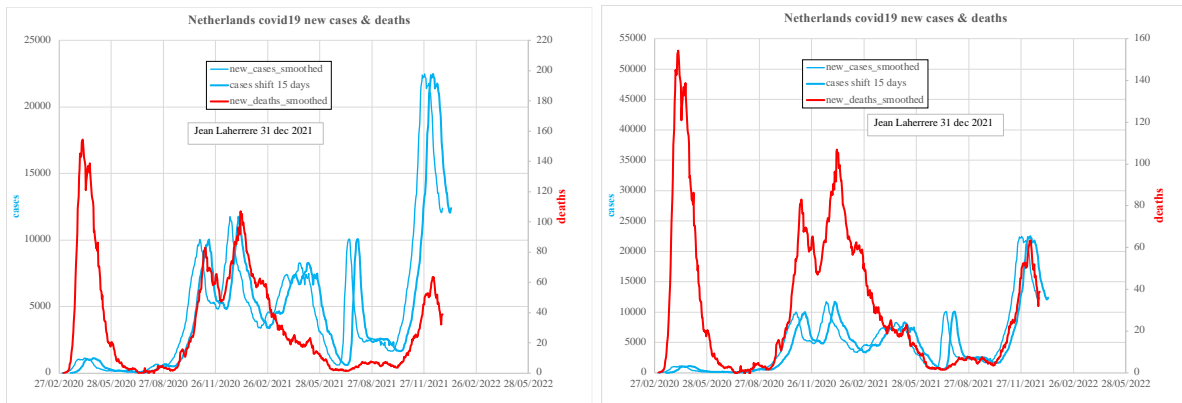 Netherlands covid19 new cases & deaths
25000
20000
15000
10000
5000
0
cases
220
200
180
160
140
120
100
80
60
40
20
0
deaths
new_cases_smoothed
cases shift 15 days
new_deaths_smoothed
Jean Laherrere 31 dec 2021
27/02/2020 28/05/2020 27/08/2020 26/11/2020 26/02/2021 28/05/2021 27/08/2021 27/11/2021 26/02/2022 28/05/2022
Netherlands covid19 new cases & deaths
55000
50000
45000
40000
35000
30000
25000
20000
15000
10000
5000
0
cases
160
140
120
100
80
60
40
20
0
deaths
new_cases_smoothed
cases shift 15 days
new_deaths_smoothed
Jean Laherrere 31 dec 2021
27/02/2020 28/05/2020 27/08/2020 26/11/2020 26/02/2021 28/05/2021 27/08/2021 27/11/2021 26/02/2022 28/05/2022